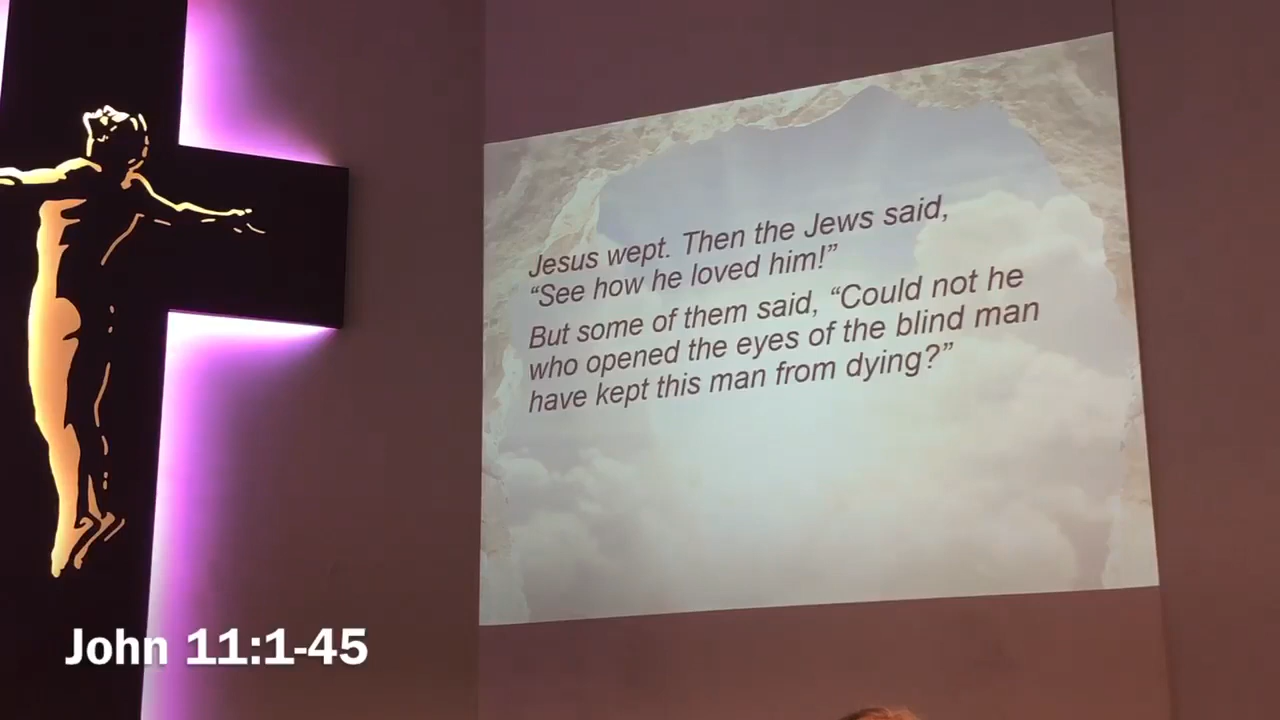 Jesus wept. Then the Jews said,
“See how he loved him!”
But some of them said, “Could not he
who opened the eyes of the blind man
have kept this man from dying?”
John 11:1-45